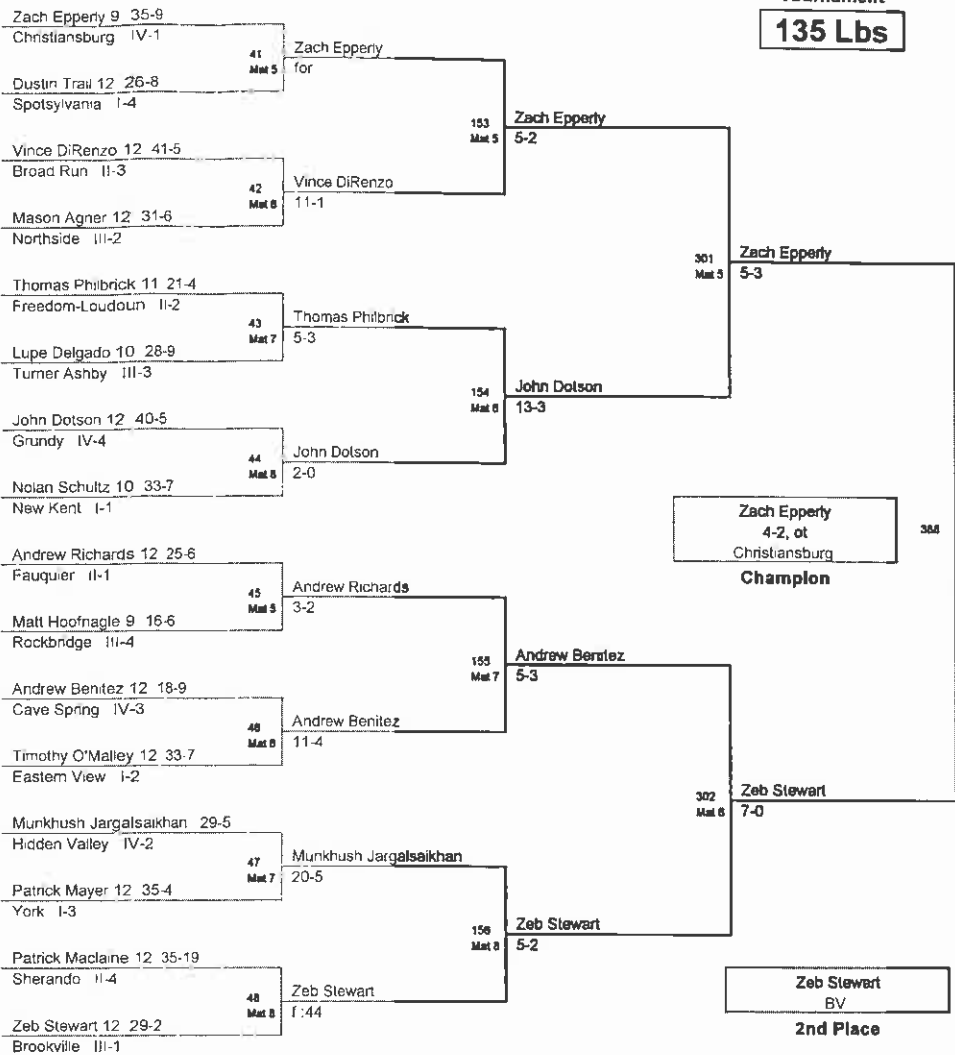 Tournament
135 Lbs
Zach Epperly 9 35-9
Christiansburg IV-1
41
Mat 5
Zach Epperly
for
Dustin Trail 12 26-8
Spotsylvania I-4
153
Mat 5
Zach Epperly
5-2
Vince DiRenzo 12 41-5
Broad Run II-3
42
Mat 6
Vince DiRenzo
11-1
Mason Agner 12 31-6
Northside III-2
301
Mat 5
Zach Epperly
5-3
Thomas Philbrick 11 21-4
Freedom-Loudoun II-2
43
Mat 7
Thomas Philbrick
5-3
Lupe Delgado 10 28-9
Turner Ashby III-3
154
Mat 6
John Dotson
13-3
John Dotson 12 40-5
Grundy IV-4
44
Mat 8
John Dotson
2-0
Nolan Schultz 10 33-7
New Kent I-1
Zach Epperly
4-2, ot
Christiansburg
388
Champion
Andrew Richards 12 25-6
Fauquier II-1
45
Mat 5
Andrew Richards
3-2
Matt Hoofnagle 9 16-6
Rockbridge III-4
155
Mat 7
Andrew Benitez
5-3
Andrew Benitez 12 18-9
Cave Spring IV-3
46
Mat 6
Andrew Benitez
11-4
Timothy O'Malley 12 33-7
Eastern View I-2
302
Mat 6
Zeb Stewart
7-0
Munkhush Jargalsaikhan 29-5
Hidden Valley IV-2
47
Mat 7
Munkhush Jargalsaikhan
20-5
Patrick Mayer 12 35-4
York I-3
156
Mat 8
Zeb Stewart
5-2
Patrick Maclaine 12 35-19
Sherando II-4
48
Mat 8
Zeb Stewart
f :44
Zeb Stewart 12 29-2
Brookville III-1
Zeb Stewart
BV
2nd Place